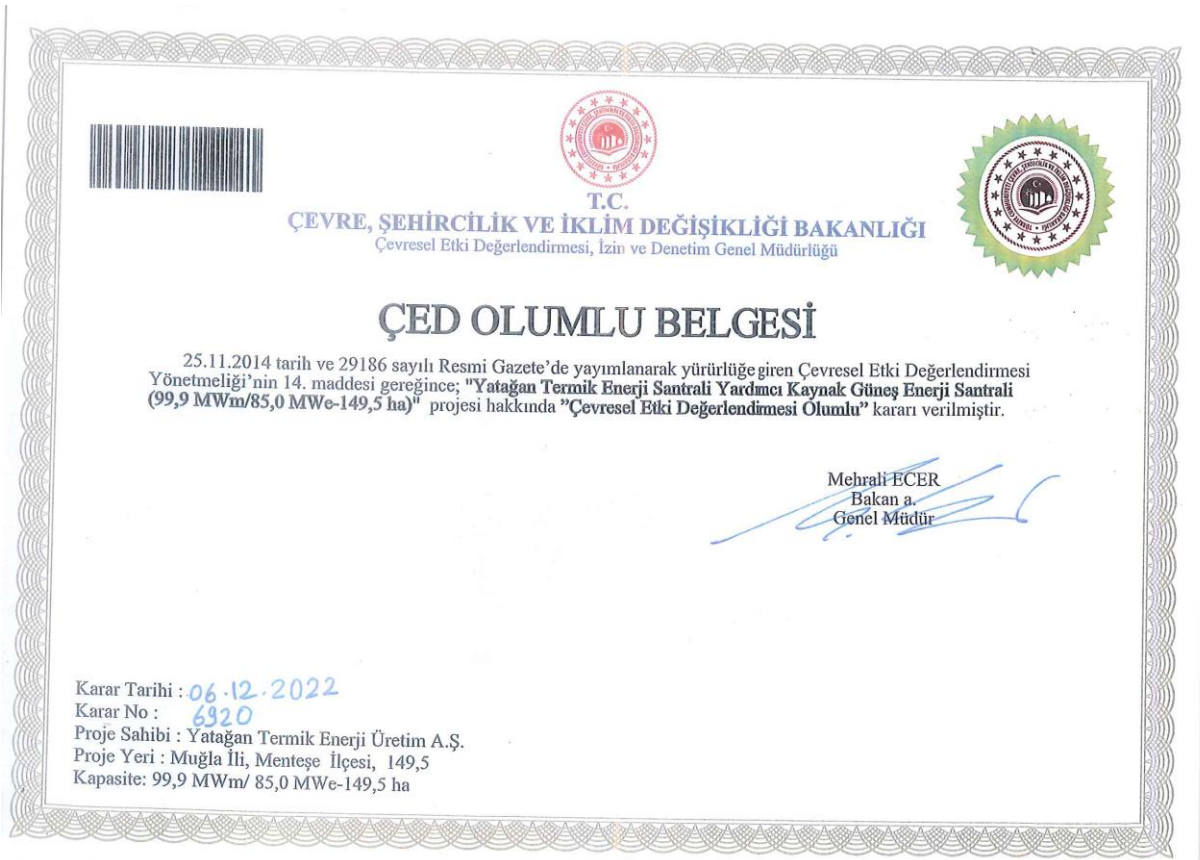 T.C.
ÇEVRE, ŞEHİRCİLİK VE İKLİM DEĞİŞİKLİĞİ BAKANLIĞI
Çevresel Etki Değerlendirmesi, İzin ve Denetim Genel Müdürlüğü
ÇED OLUMLU BELGESİ
25.11.2014 tarih ve 29186 sayılı Resmi Gazete’de yayımlanarak yürürlüğe giren Çevresel Etki Değerlendirmesi
Yönetmeliği’nin 14. maddesi gereğince; "Yatağan Termik Enerji Santrali Yardımcı Kaynak Güneş Enerji Santrali
(99,9 MWm/85,0 MWe-149,5 ha)" projesi hakkında ”Çevresel Etki Değerlendirmesi Olumlu” kararı verilmiştir.
Mehrali ECER
Bakan a.
Genel Müdür
Karar Tarihi : 06.12.2022
Karar No : 6920
Proje Sahibi : Yatağan Termik Enerji Üretim A.Ş.
Proje Yeri : Muğla İli, Menteşe İlçesi, 149,5
Kapasite: 99,9 MWm/ 85,0 MWe-149,5 ha